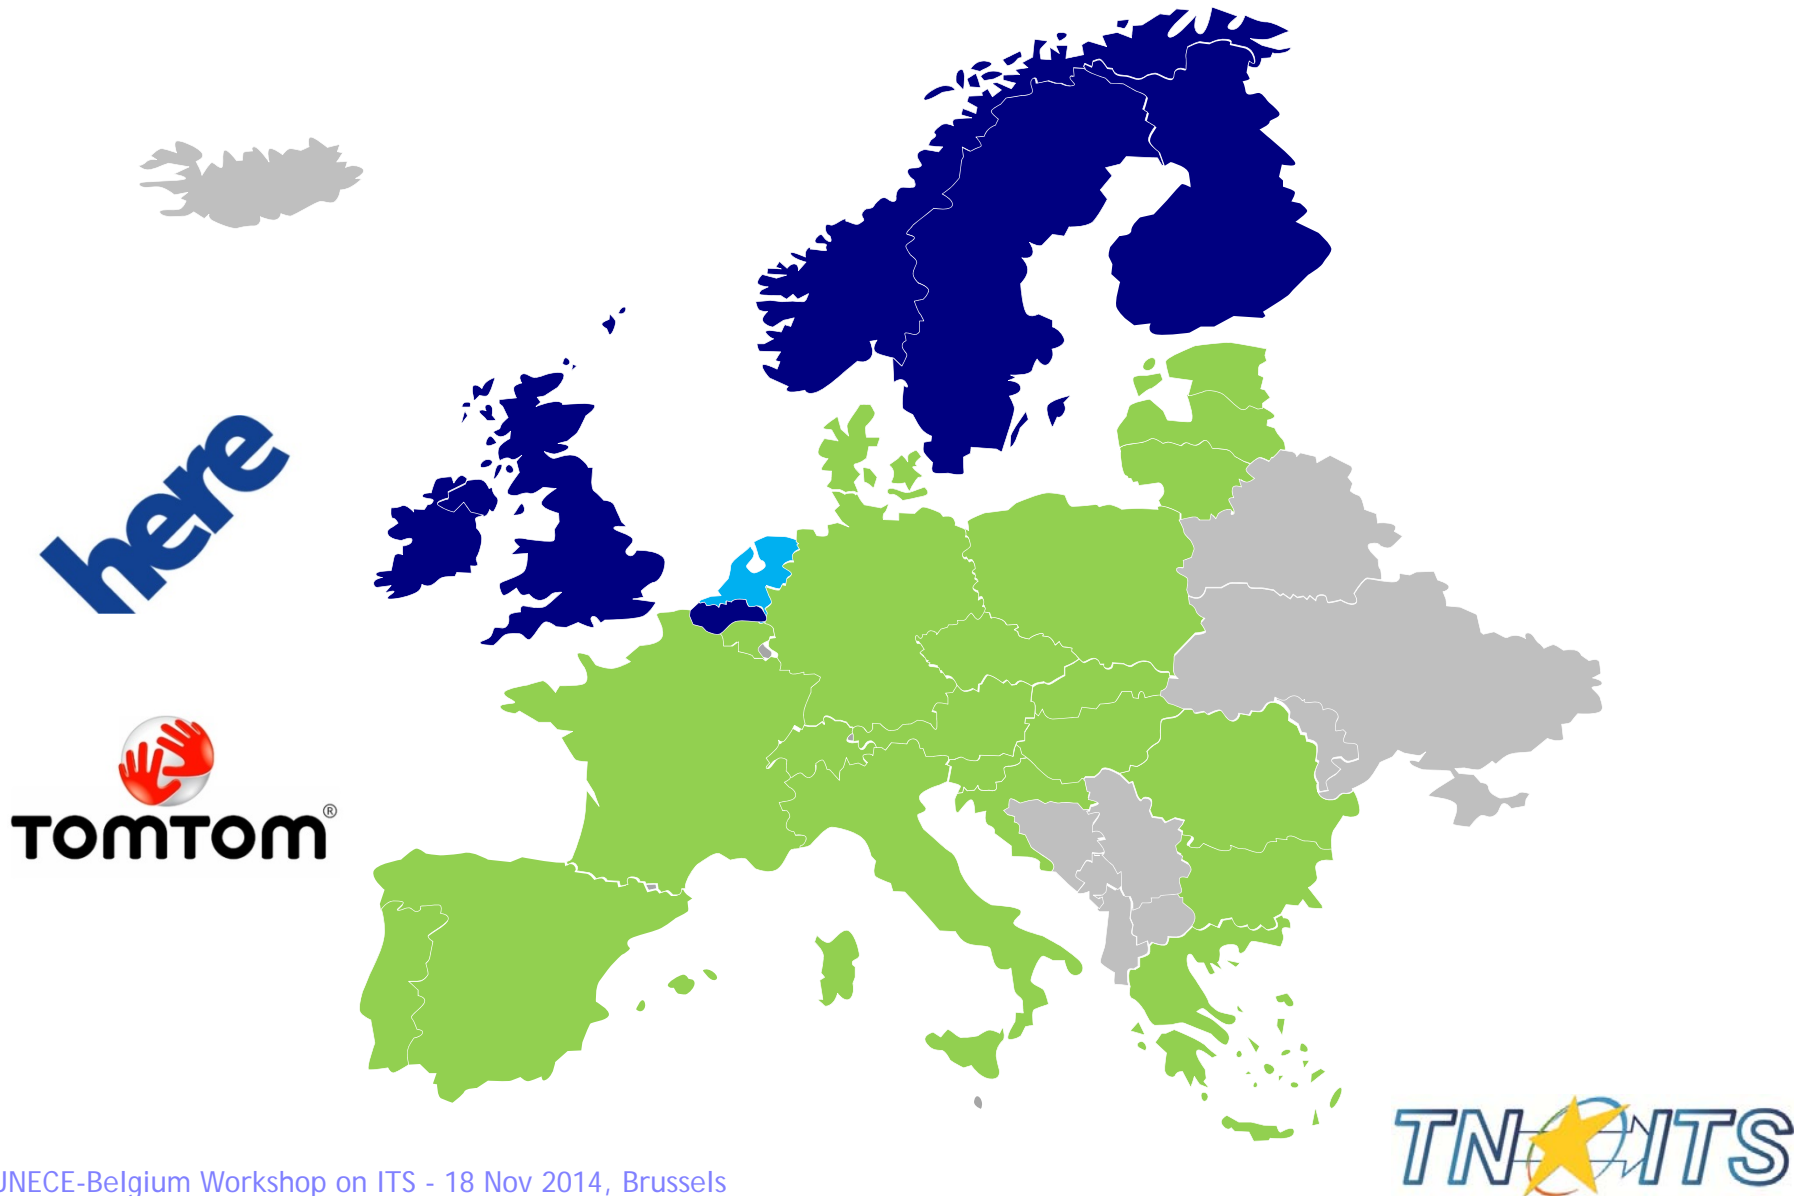 here
TOMTOM®
TN ITS
UNECE-Belgium Workshop on ITS - 18 Nov 2014, Brussels